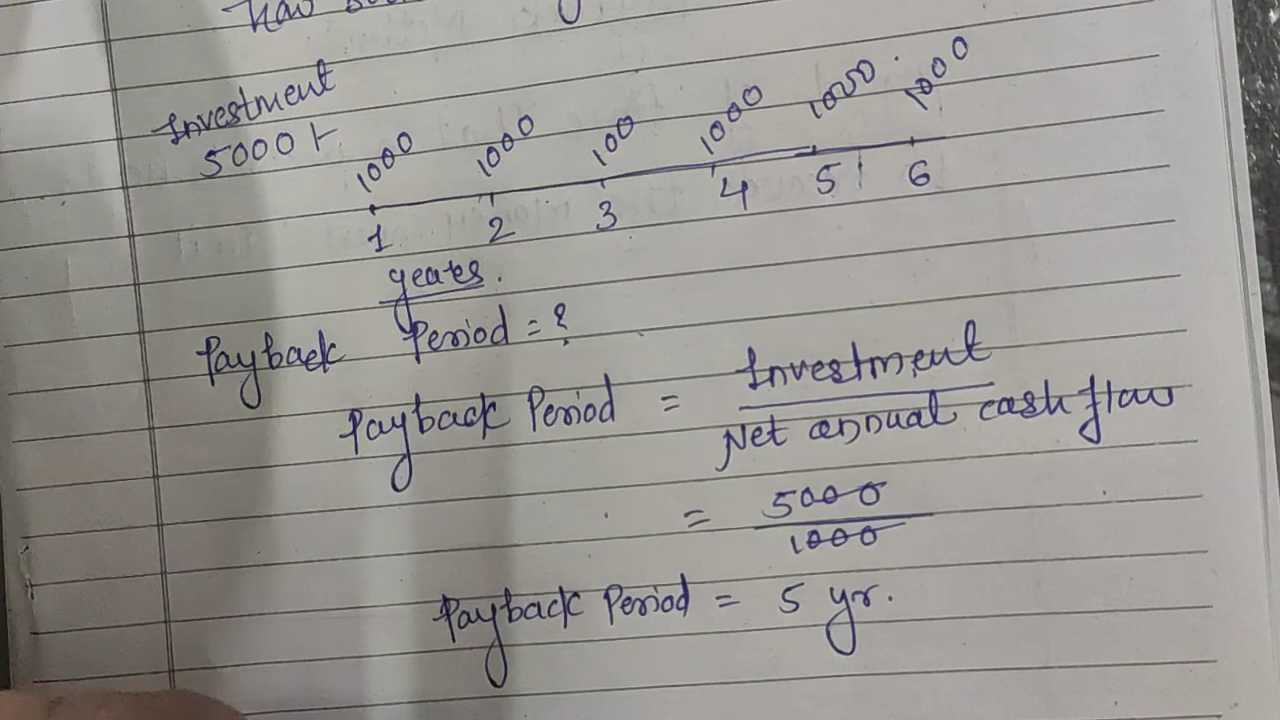 how
Investment
5000 1000 1000 100 1000 1000 1000
1 2 3 4 5 6
years.
Payback Period = ?
Payback Period = Investment
Net annual cash flow
= 5000
1000
Payback Period = 5 yr.